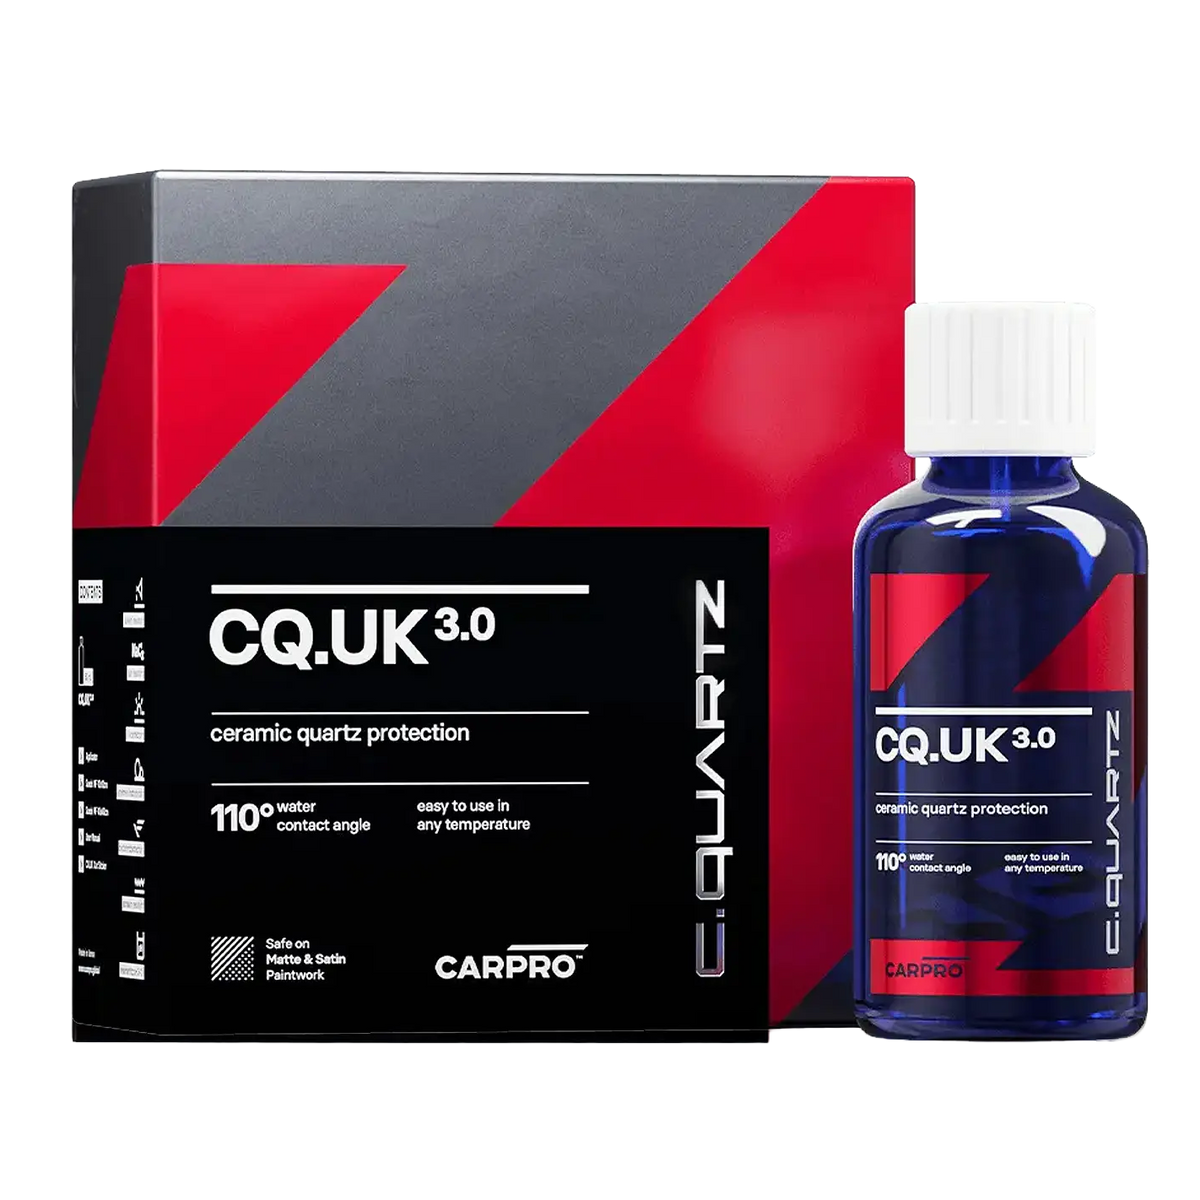 CONTENTS
CQ.UK 3.0
ceramic quartz protection
110° water
contact angle
easy to use in
any temperature
Safe on
Matte & Satin
Paintwork
CARPRO™
C.QUARTZ
CQ.UK 3.0
ceramic quartz protection
110° water
contact angle
easy to use in
any temperature
CARPRO
C.QUARTZ